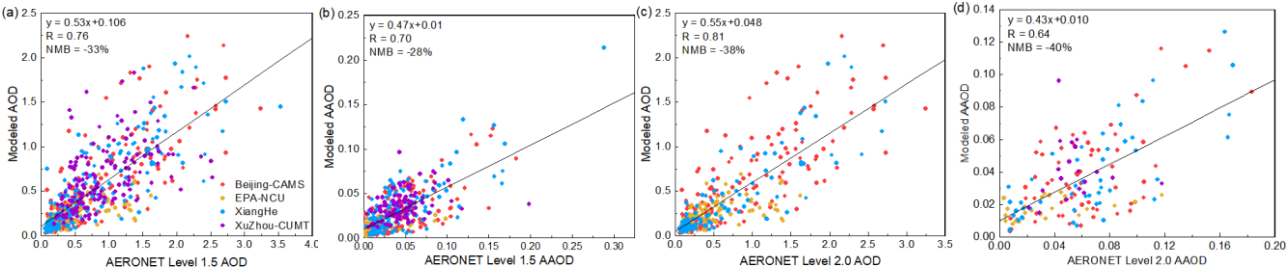 (a)
y = 0.53x+0.106
R = 0.76
NMB = -33%
Modeled AOD
2.5
2.0
1.5
1.0
0.5
0.0
Beijing-CAMS
EPA-NCU
XiangHe
XuZhou-CUMT
0.0 0.5 1.0 1.5 2.0 2.5 3.0 3.5 4.0
AERONET Level 1.5 AOD
(b)
y = 0.47x+0.01
R = 0.70
NMB = -28%
Modeled AAOD
0.25
0.20
0.15
0.10
0.05
0.00
0.00 0.05 0.10 0.15 0.20 0.25 0.30
AERONET Level 1.5 AAOD
(c)
y = 0.55x+0.048
R = 0.81
NMB = -38%
Modeled AOD
2.5
2.0
1.5
1.0
0.5
0.0
0.0 0.5 1.0 1.5 2.0 2.5 3.0 3.5
AERONET Level 2.0 AOD
(d)
y = 0.43x+0.010
R = 0.64
NMB = -40%
Modeled AAOD
0.14
0.12
0.10
0.08
0.06
0.04
0.02
0.00
0.00 0.04 0.08 0.12 0.16 0.20
AERONET Level 2.0 AAOD